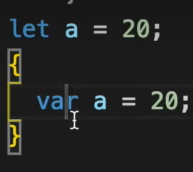 let a = 20;
{
var a = 20;
}